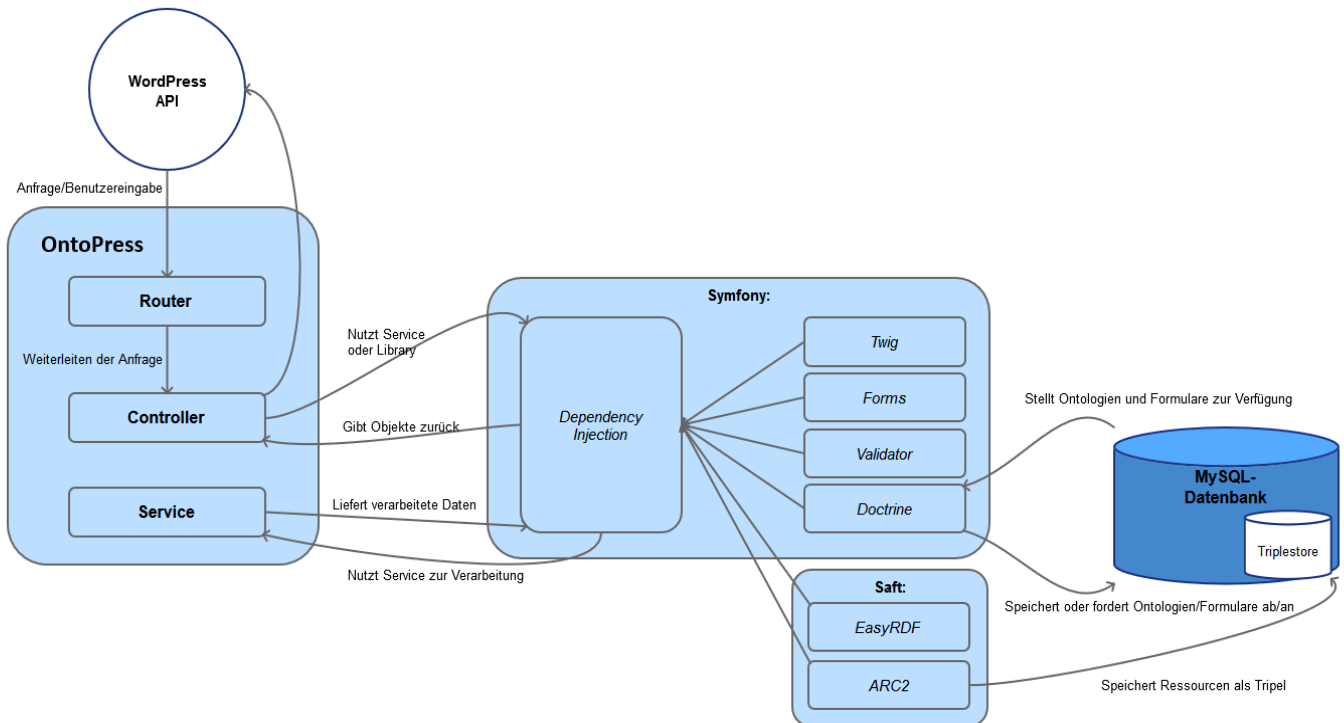 WordPress
API
Anfrage/Benutzereingabe
OntoPress
Router
Weiterleiten der Anfrage
Controller
Service
Nutzt Service
oder Library
Gibt Objekte zurück
Liefert verarbeitete Daten
Nutzt Service zur Verarbeitung
Symfony:
Dependency
Injection
Twig
Forms
Validator
Doctrine
Saft:
EasyRDF
ARC2
Stellt Ontologien und Formulare zur Verfügung
MySQL-
Datenbank
Triplestore
Speichert oder fordert Ontologien/Formulare ab/an
Speichert Ressourcen als Tripel